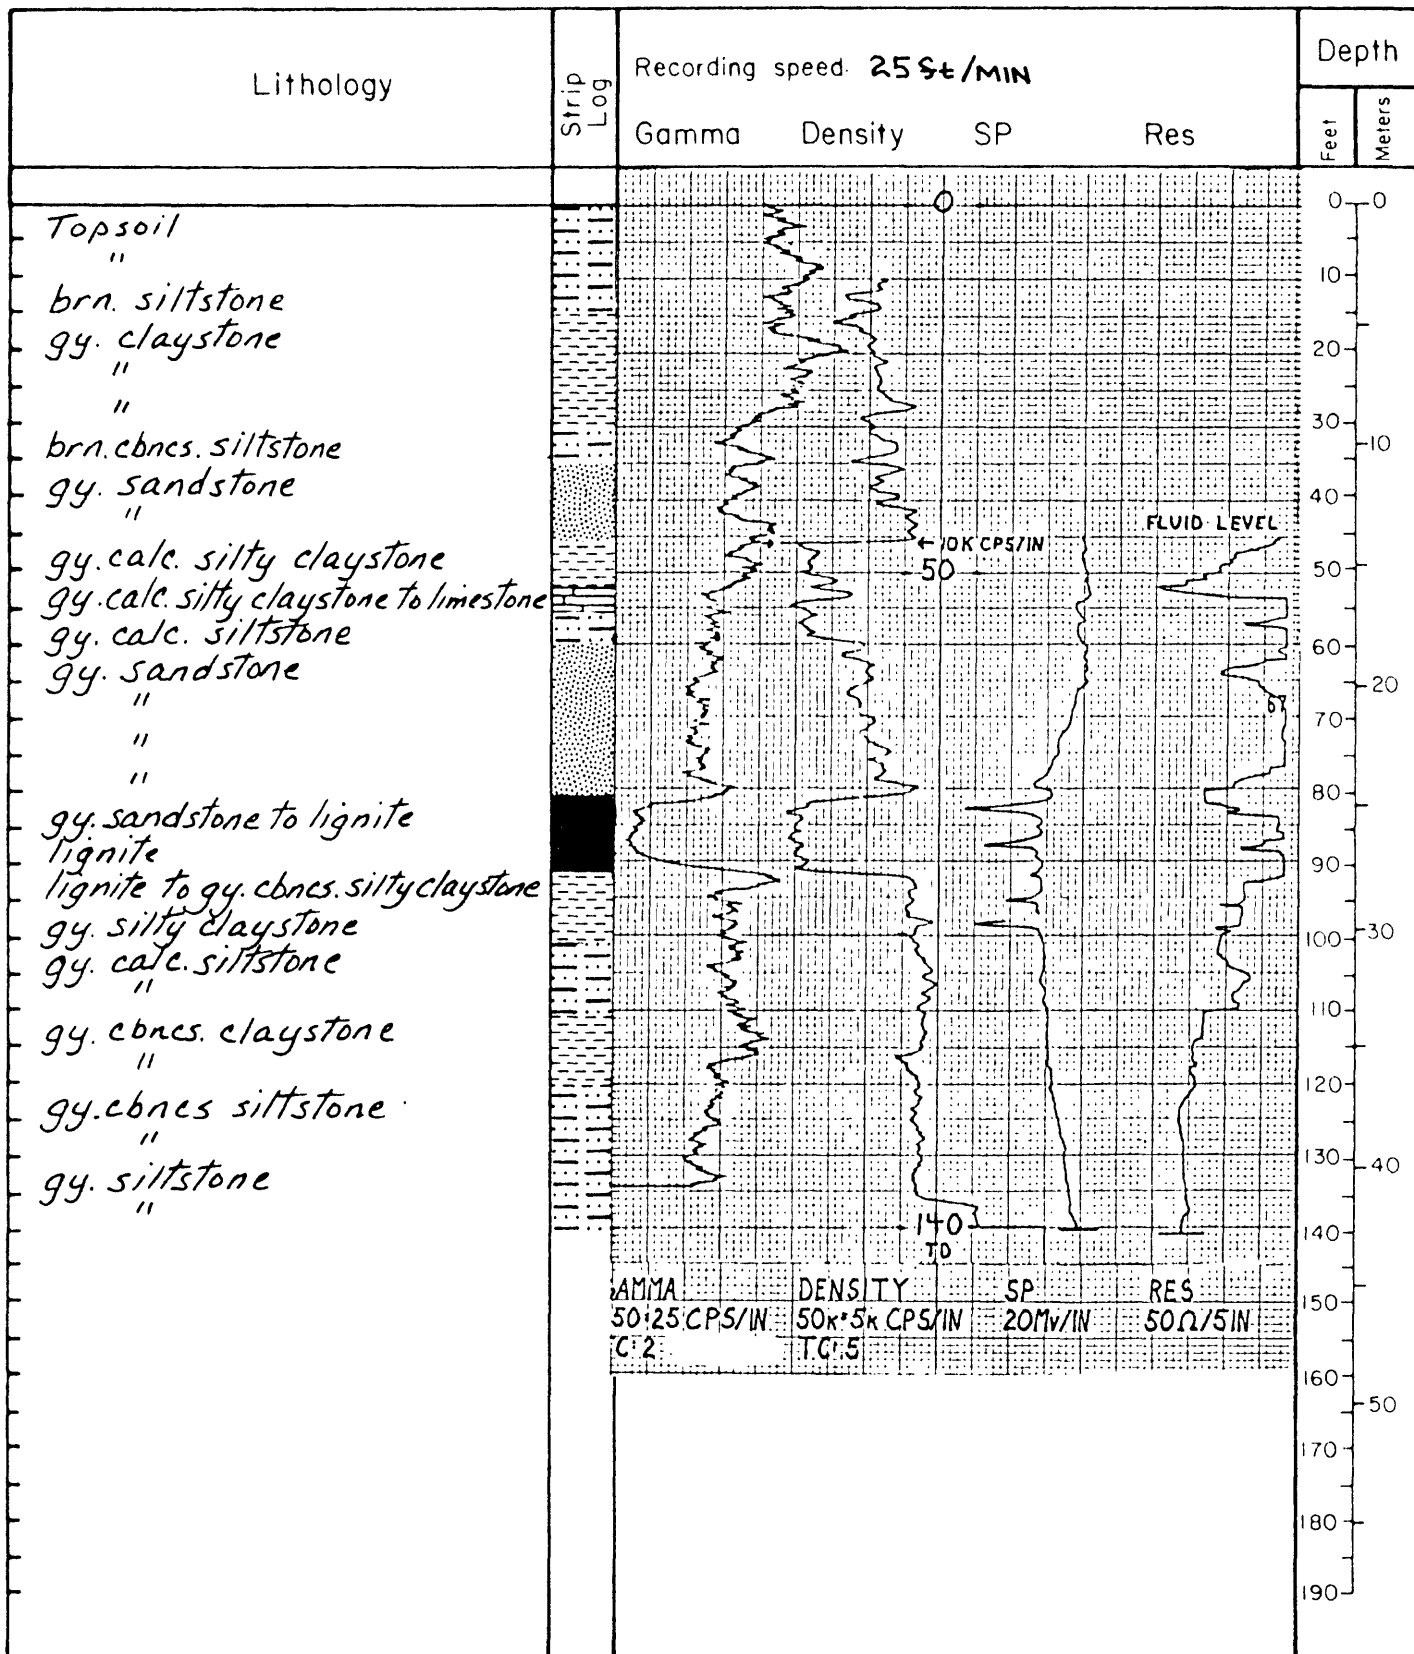 Lithology
Strip Log
Recording speed. 25 ft/MIN
Gamma Density SP Res
Depth
Feet Meters
0
0 0
Topsoil
"
10
brn. siltstone
gy. claystone
20
"
"
30
brn. cbncs. siltstone
10
gy. sandstone
40
"
FLUID LEVEL
←10K CPS/IN
gy. calc. silty claystone
50
50
gy. calc. silty claystone to limestone
gy. calc. siltstone
60
gy. sandstone
20
"
67
70
"
"
80
gy. sandstone to lignite
lignite
90
lignite to gy. cbncs. silty claystone
gy. silty claystone
100 30
gy. calc. siltstone
"
110
gy. cbncs. claystone
"
120
gy. cbncs siltstone
"
130 40
gy. siltstone
"
140
TD
140
AMMA DENSITY SP RES
150
50:25 CPS/IN 50K*5K CPS/IN 20MV/IN 50Ω/5IN
C:2 TC:.5
160
50
170
180
190